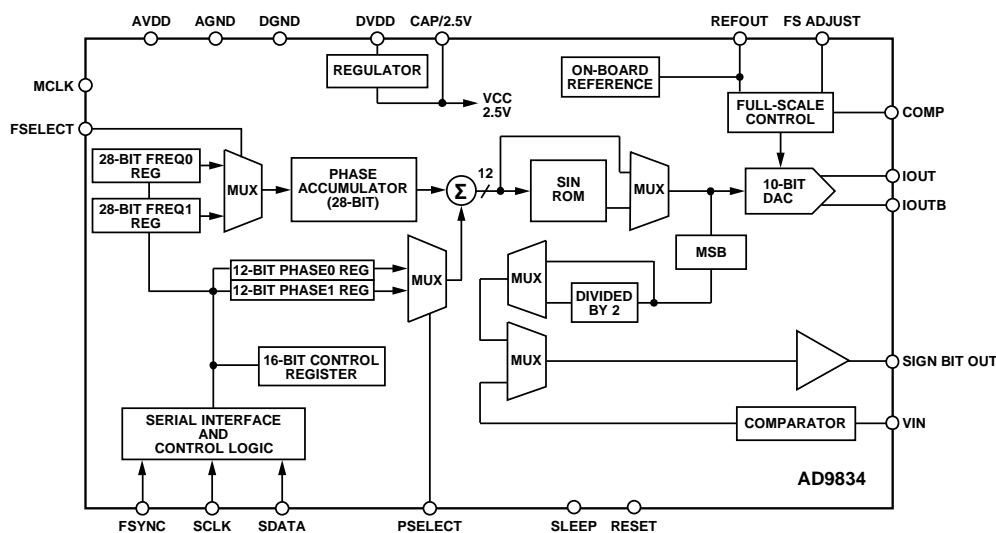 AVDD
AGND
DGND
DVDD
CAP/2.5V
REFOUT
FS ADJUST
MCLK
REGULATOR
VCC
2.5V
ON-BOARD
REFERENCE
FULL-SCALE
CONTROL
COMP
FSELECT
28-BIT FREQ0
REG
28-BIT FREQ1
REG
MUX
PHASE
ACCUMULATOR
(28-BIT)
Σ
12
SIN
ROM
MUX
10-BIT
DAC
IOUT
IOUTB
MSB
12-BIT PHASE0 REG
12-BIT PHASE1 REG
MUX
MUX
DIVIDED
BY 2
16-BIT CONTROL
REGISTER
MUX
SIGN BIT OUT
SERIAL INTERFACE
AND
CONTROL LOGIC
COMPARATOR
VIN
AD9834
FSYNC
SCLK
SDATA
PSELECT
SLEEP
RESET